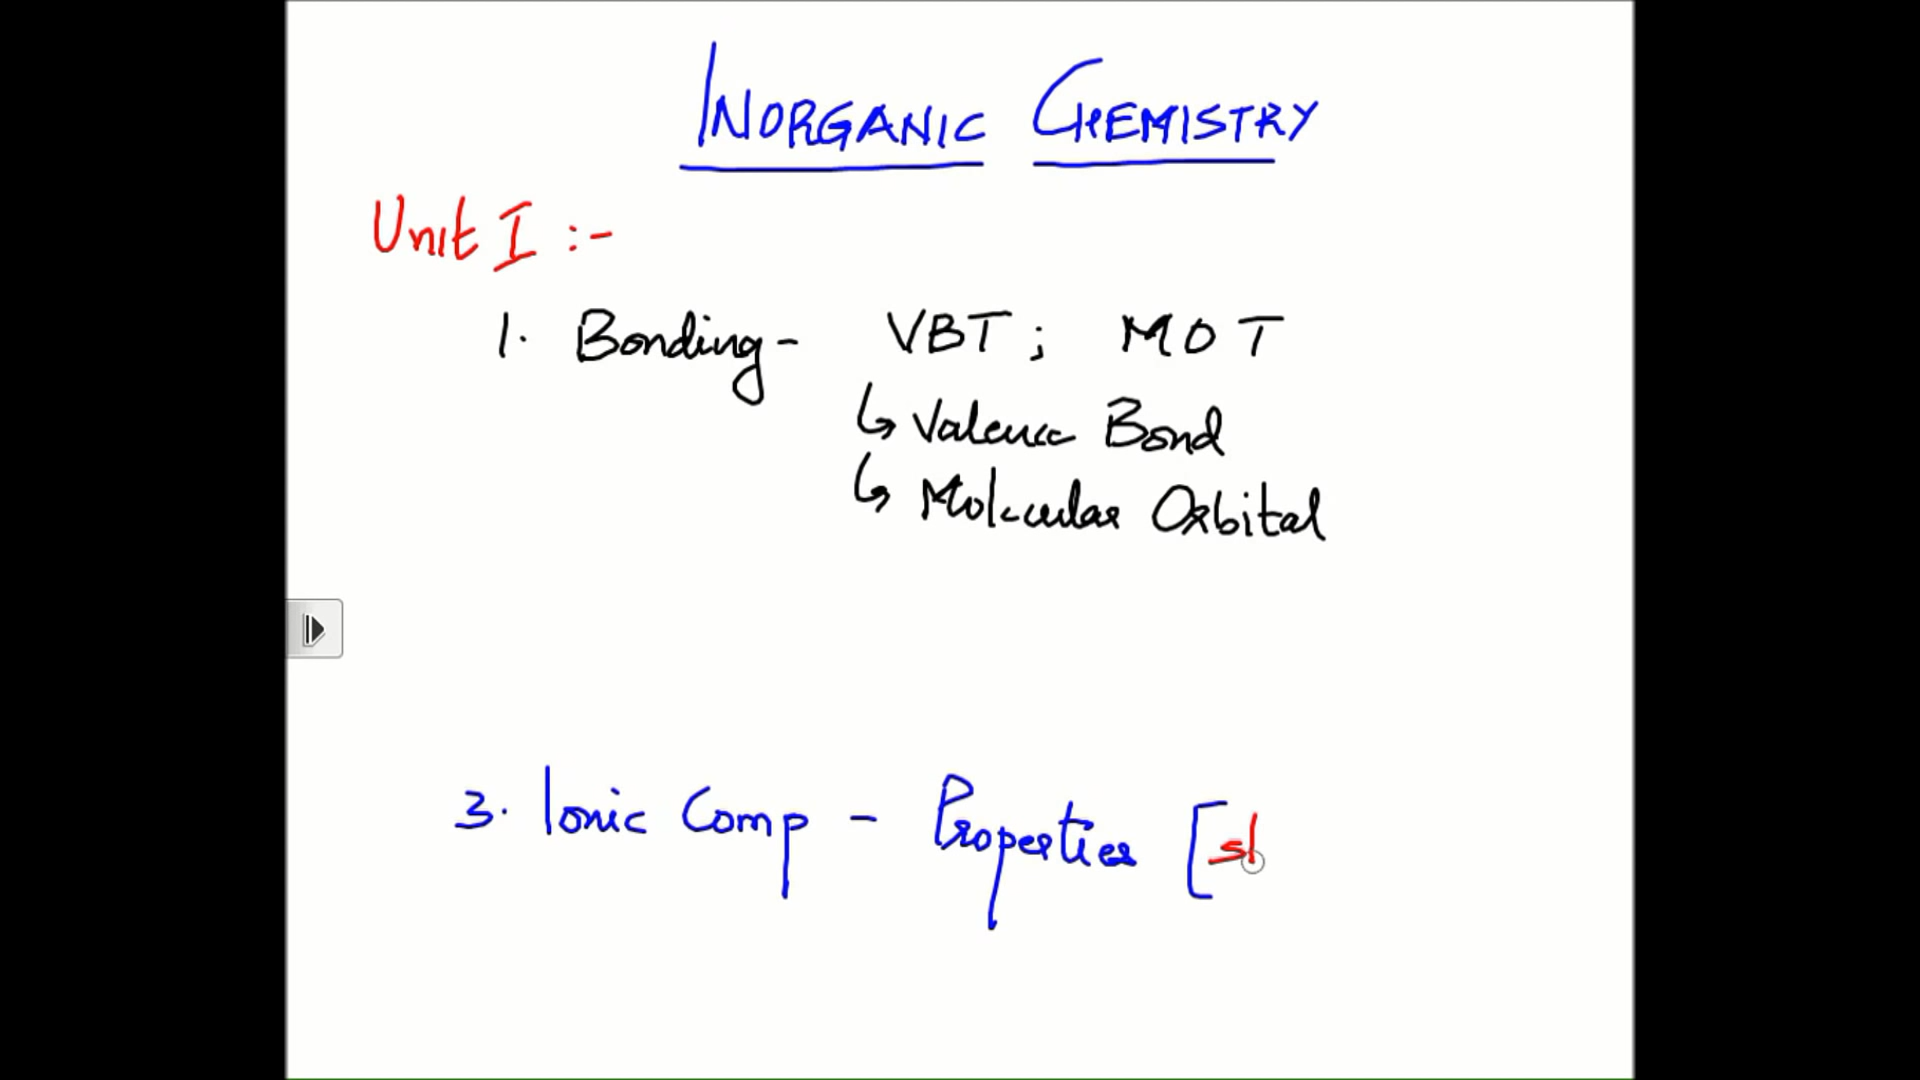 INORGANIC CHEMISTRY
Unit I :-
1. Bonding - VBT ; MOT
↳ Valence Bond
↳ Molecular Orbital
3. Ionic Comp - Properties [